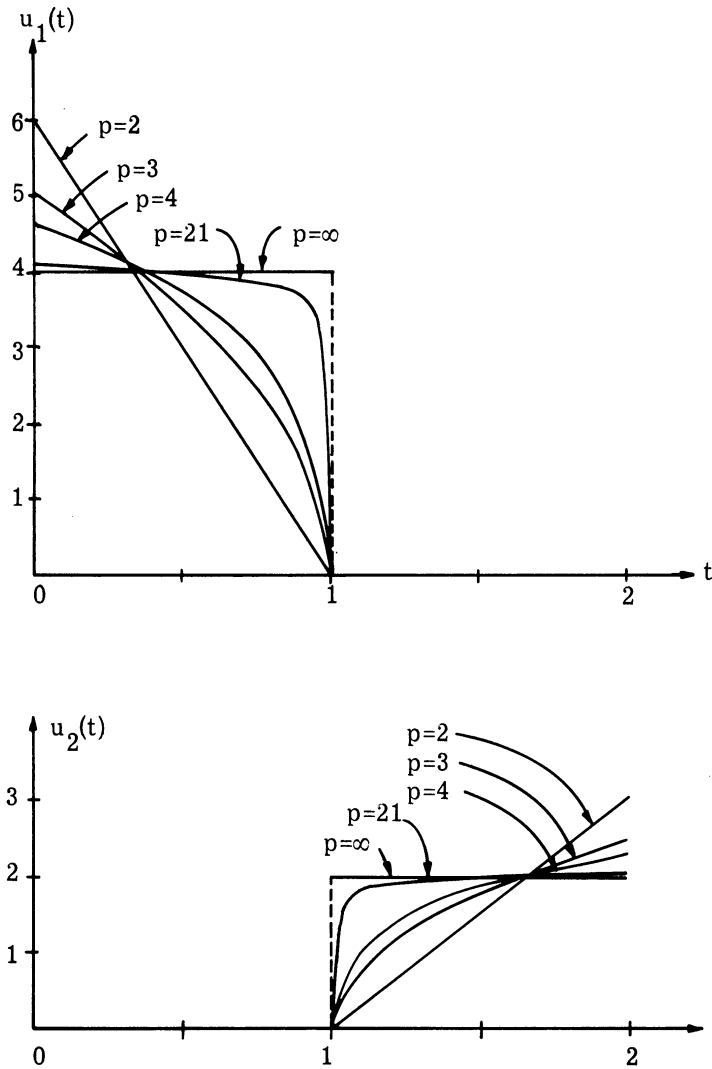 u₁(t)
6
p=2
5
p=3
p=4
p=21 p=∞
4
3
2
1
0 1 2 t
u₂(t)
p=2
p=3
3
p=4
p=21
p=∞
2
1
0 1 2